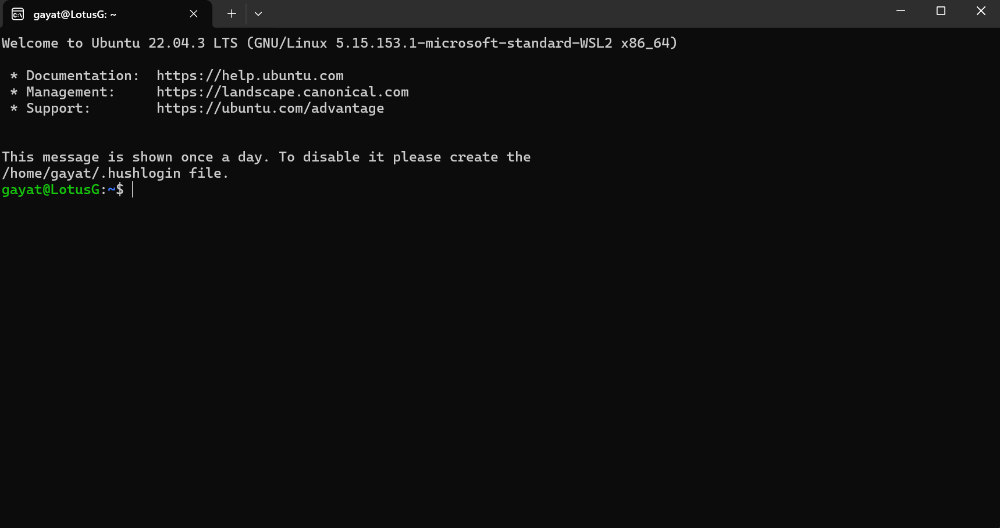 gayat@LotusG: ~
Welcome to Ubuntu 22.04.3 LTS (GNU/Linux 5.15.153.1-microsoft-standard-WSL2 x86_64)
* Documentation:  https://help.ubuntu.com
* Management:     https://landscape.canonical.com
* Support:        https://ubuntu.com/advantage
This message is shown once a day. To disable it please create the
/home/gayat/.hushlogin file.
gayat@LotusG:~$